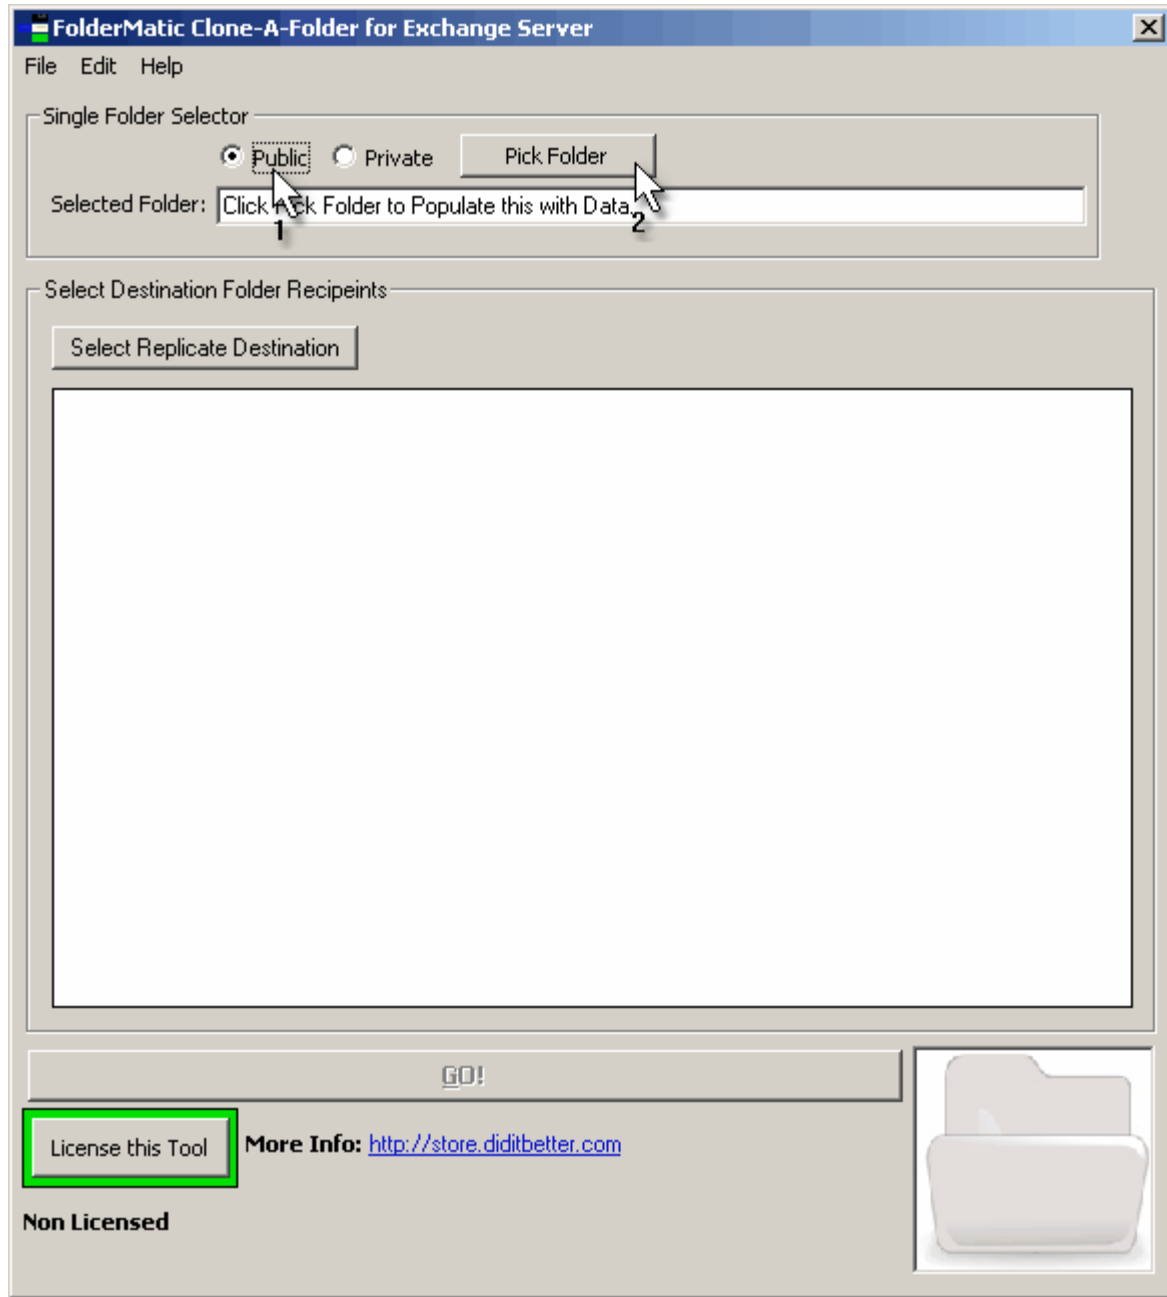 FolderMatic Clone-A-Folder for Exchange Server
File Edit Help
Single Folder Selector
Public Private Pick Folder
Selected Folder: Click Pick Folder to Populate this with Data.
1 2
Select Destination Folder Recipeints
Select Replicate Destination
GO!
License this Tool More Info: http://store.diditbetter.com
Non Licensed